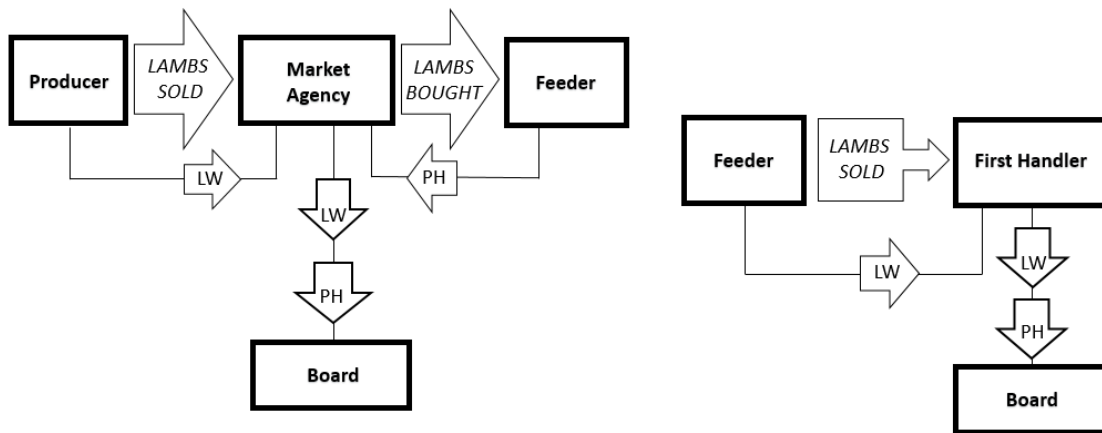 Producer
LAMBS
SOLD
Market
Agency
LAMBS
BOUGHT
Feeder
LW
PH
LW
PH
Board
Feeder
LAMBS
SOLD
First Handler
LW
LW
PH
Board